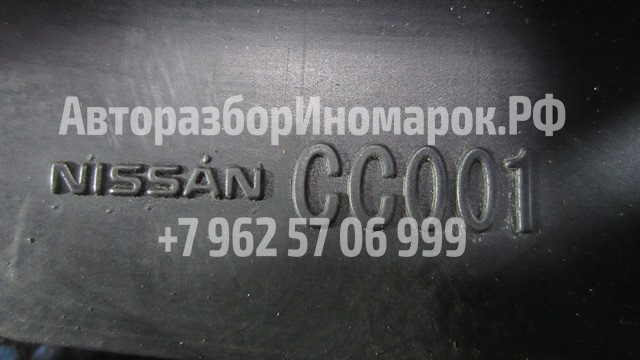 АвторазборИномарок.РФ
NISSAN CC001
+7 962 57 06 999